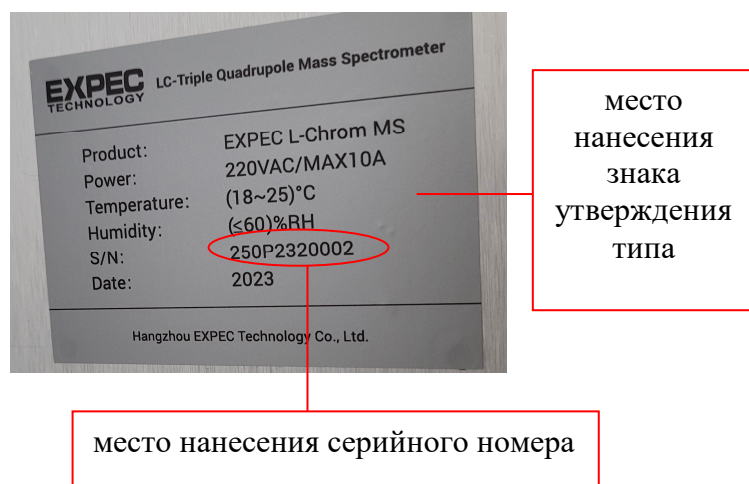 EXPEC TECHNOLOGY LC-Triple Quadrupole Mass Spectrometer
Product: EXPEC L-Chrom MS
Power: 220VAC/MAX10A
Temperature: (18~25)°C
Humidity: (≤60)%RH
S/N: 250P2320002
Date: 2023
Hangzhou EXPEC Technology Co., Ltd.
место
нанесения
знака
утверждения
типа
место нанесения серийного номера